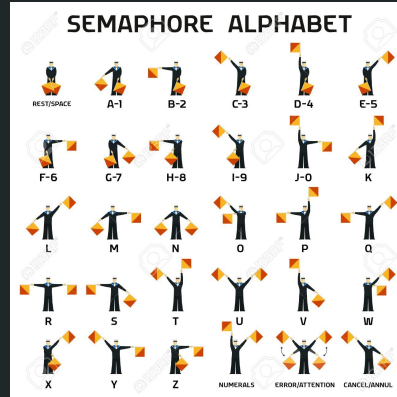 SEMAPHORE ALPHABET
REST/SPACE A-1 B-2 C-3 D-4 E-5
F-6 G-7 H-8 I-9 J-0 K
L M N O P Q
R S T U V W
X Y Z NUMERALS ERROR/ATTENTION CANCEL/ANNUL